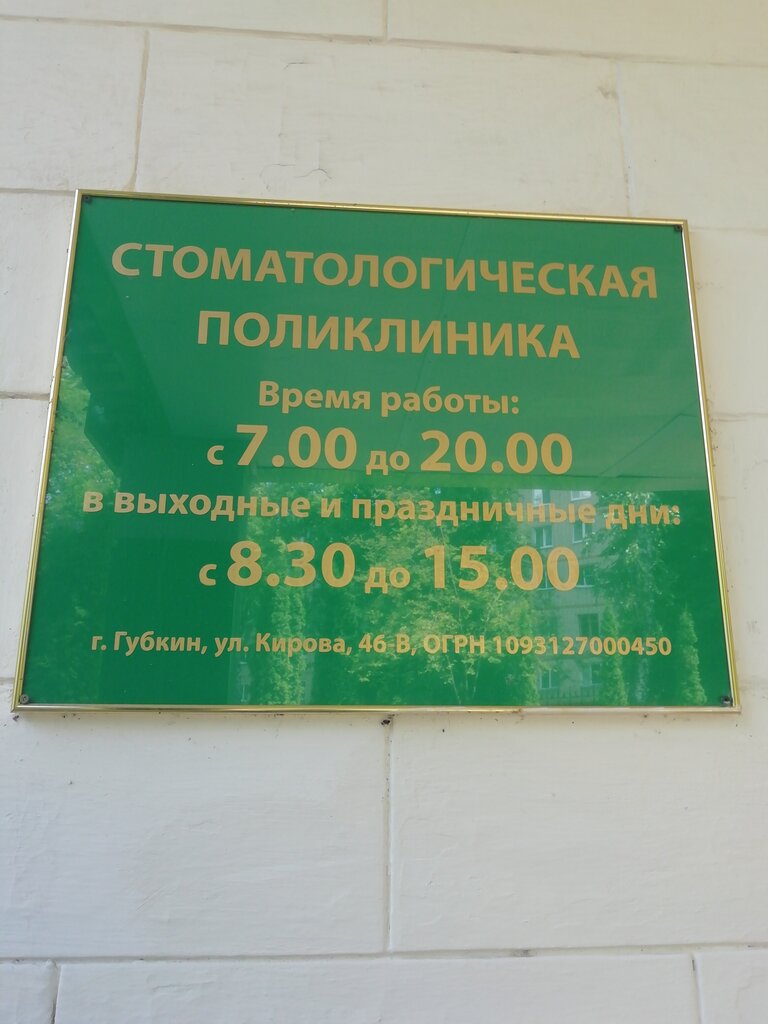 СТОМАТОЛОГИЧЕСКАЯ
ПОЛИКЛИНИКА
Время работы:
с 7.00 до 20.00
в выходные и праздничные дни:
с 8.30 до 15.00
г. Губкин, ул. Кирова, 46-В, ОГРН 1093127000450